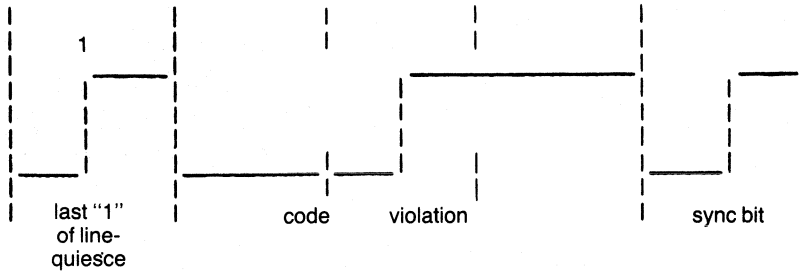 1
last "1"
of line-
quiesce
code violation
sync bit